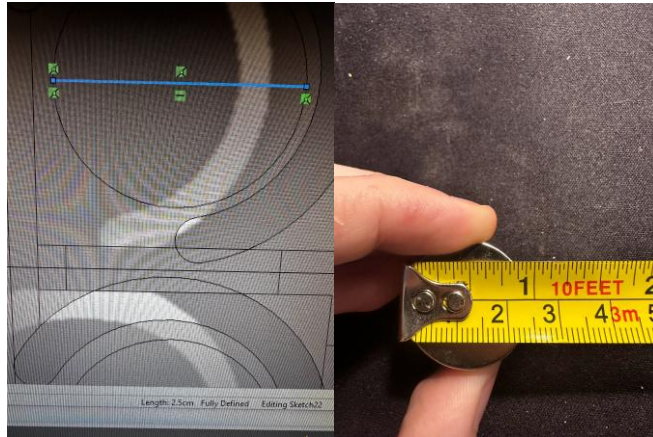 Length: 2.5cm Fully Defined Editing Sketch22
1 10FEET 2
2 3 4 3m 5